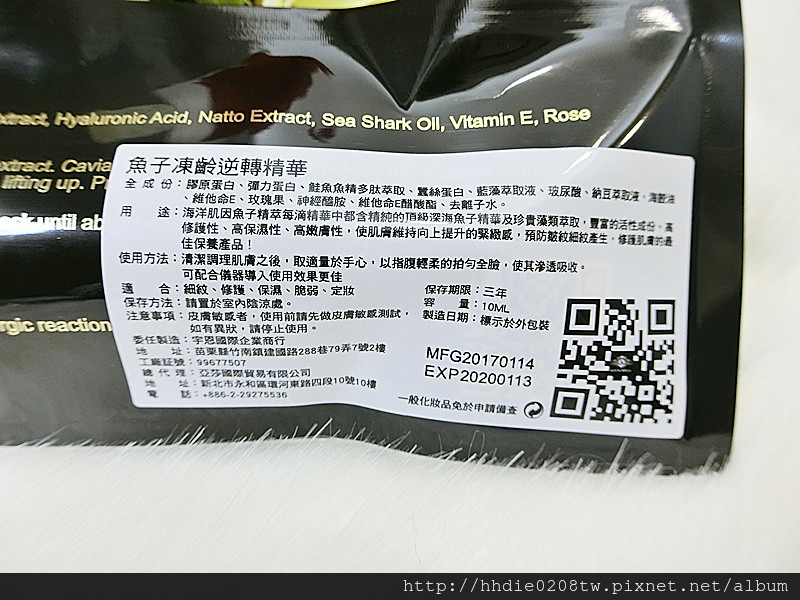 xtract, Hyaluronic Acid, Natto Extract, Sea Shark Oil, Vitamin E, Rose
extract. Cavia
lifting up. P
ock until ab
rgic reaction
魚子凍齡逆轉精華
全 成 份：膠原蛋白、彈力蛋白、鮭魚魚精多肽萃取、蠶絲蛋白、藍藻萃取液、玻尿酸、納豆萃取液、海鮫油、
維他命E、玫瑰果、神經醯胺、維他命E醋酸酯、去離子水。
用 途：海洋肌因魚子精萃每滴精華中都含精純的頂級深海魚子精華及珍貴藻類萃取，豐富的活性成份。高
修護性、高保濕性、高嫩膚性，使肌膚維持向上提升的緊緻感，預防皺紋細紋產生，修護肌膚的最
佳保養產品！
使用方法：清潔調理肌膚之後，取適量於手心，以指腹輕柔的拍勻全臉，使其滲透吸收。
可配合儀器導入使用效果更佳
適 合：細紋、修護、保濕、脆弱、定妝
保存方法：請置於室內陰涼處。
注意事項：皮膚敏感者，使用前請先做皮膚敏感測試，
如有異狀，請停止使用。
委任製造：宇恩國際企業商行
地 址：苗栗縣竹南鎮建國路288巷79弄7號2樓
工廠証號：99677507
總 代 理：亞莎國際貿易有限公司
地 址：新北市永和區環河東路四段10號10樓
電 話：+886-2-29275536
保存期限：三年
容 量：10ML
製造日期：標示於外包裝
MFG20170114
EXP20200113
一般化妝品免於申請備查
http://hhdie0208tw.pixnet.net/album